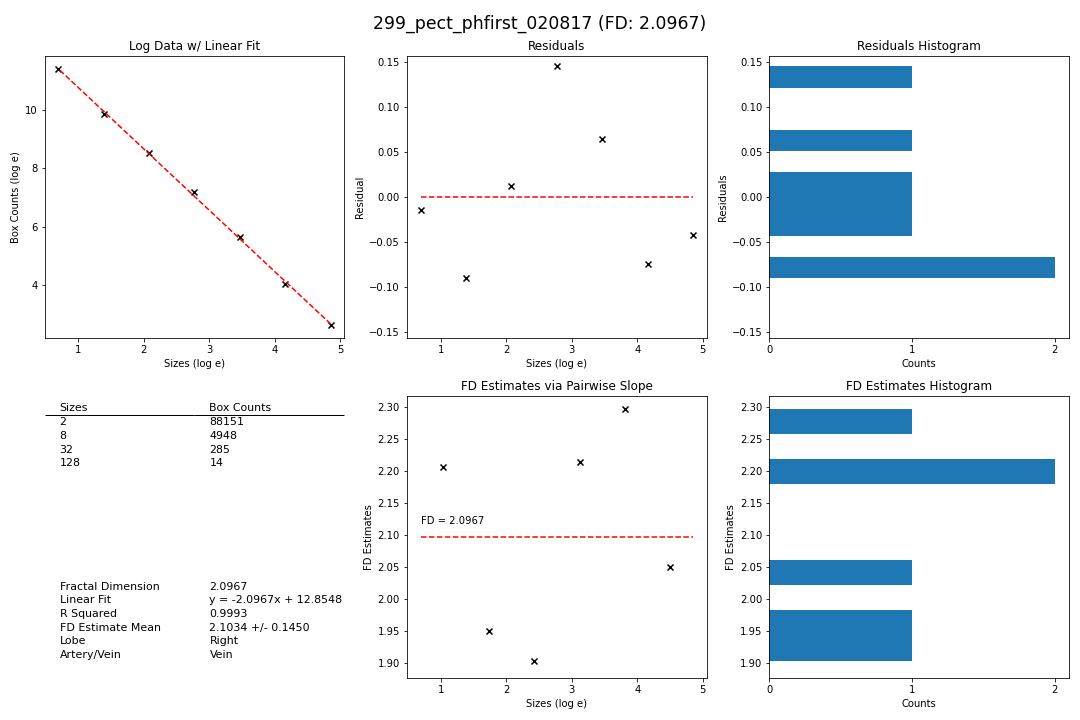 299_pect_phfirst_020817 (FD: 2.0967)
Log Data w/ Linear Fit
Box Counts (log e)
10
8
6
4
1 2 3 4 5
Sizes (log e)
Residuals
Residual
0.15
0.10
0.05
0.00
−0.05
−0.10
−0.15
1 2 3 4 5
Sizes (log e)
Residuals Histogram
Residuals
0.15
0.10
0.05
0.00
−0.05
−0.10
−0.15
0 1 2
Counts
Sizes Box Counts
2 88151
8 4948
32 285
128 14
Fractal Dimension 2.0967
Linear Fit y = -2.0967x + 12.8548
R Squared 0.9993
FD Estimate Mean 2.1034 +/- 0.1450
Lobe Right
Artery/Vein Vein
FD Estimates via Pairwise Slope
FD Estimates
2.30
2.25
2.20
2.15
2.10
2.05
2.00
1.95
1.90
FD = 2.0967
1 2 3 4 5
Sizes (log e)
FD Estimates Histogram
FD Estimates
2.30
2.25
2.20
2.15
2.10
2.05
2.00
1.95
1.90
0 1 2
Counts